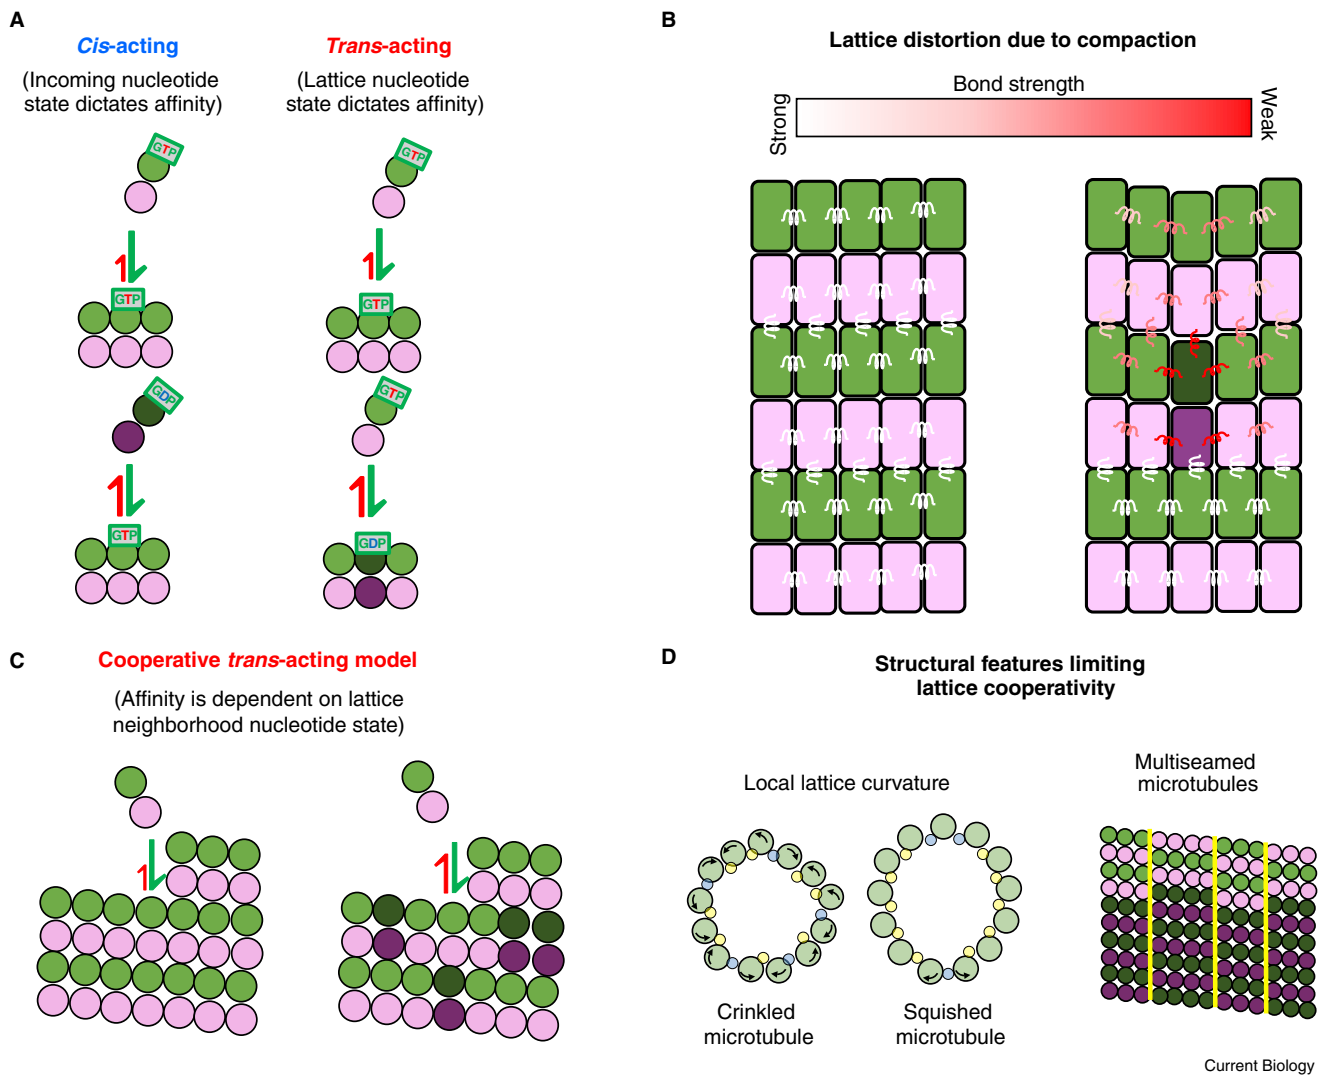 A
Cis-acting
(Incoming nucleotide
state dictates affinity)
GTP
GTP
GDP
GTP
Trans-acting
(Lattice nucleotide
state dictates affinity)
GTP
GTP
GTP
GDP
B
Lattice distortion due to compaction
Bond strength
Strong
Weak
C
Cooperative trans-acting model
(Affinity is dependent on lattice
neighborhood nucleotide state)
D
Structural features limiting
lattice cooperativity
Local lattice curvature
Crinkled
microtubule
Squished
microtubule
Multiseamed
microtubules
Current Biology